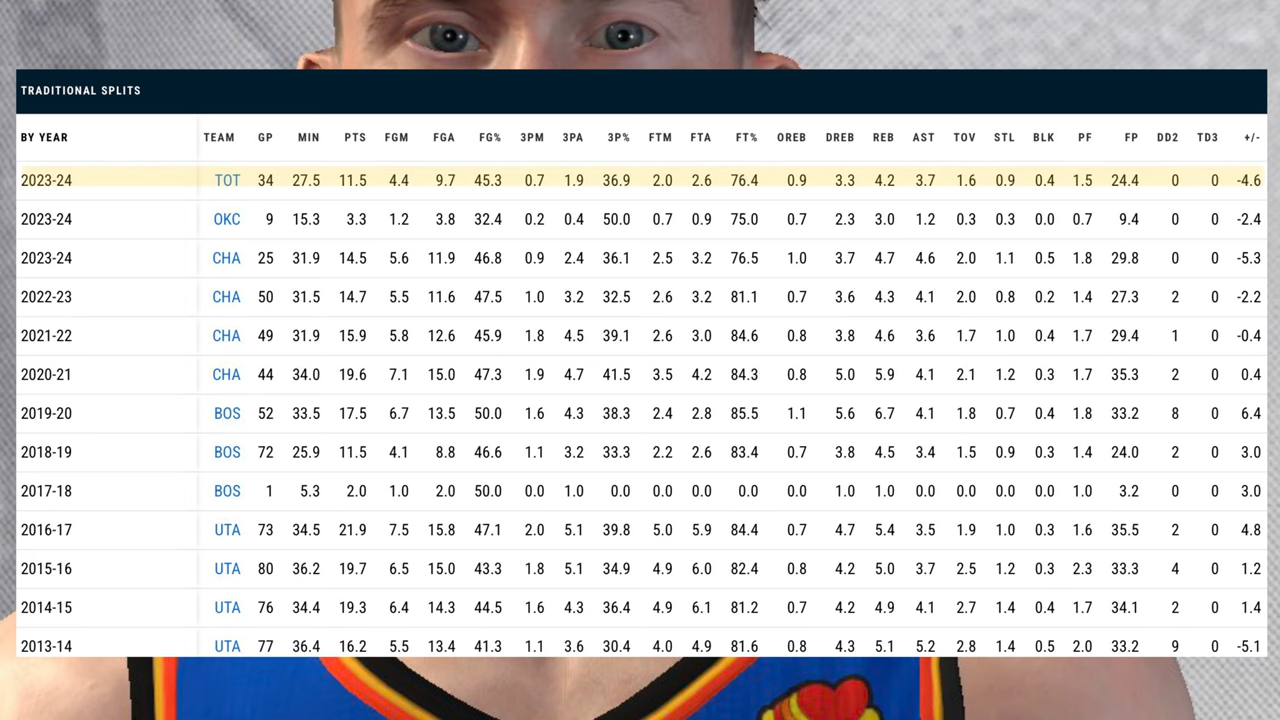 TRADITIONAL SPLITS
BY YEAR TEAM GP MIN PTS FGM FGA FG% 3PM 3PA 3P% FTM FTA FT% OREB DREB REB AST TOV STL BLK PF FP DD2 TD3 +/-
2023-24 TOT 34 27.5 11.5 4.4 9.7 45.3 0.7 1.9 36.9 2.0 2.6 76.4 0.9 3.3 4.2 3.7 1.6 0.9 0.4 1.5 24.4 0 0 -4.6
2023-24 OKC 9 15.3 3.3 1.2 3.8 32.4 0.2 0.4 50.0 0.7 0.9 75.0 0.7 2.3 3.0 1.2 0.3 0.3 0.0 0.7 9.4 0 0 -2.4
2023-24 CHA 25 31.9 14.5 5.6 11.9 46.8 0.9 2.4 36.1 2.5 3.2 76.5 1.0 3.7 4.7 4.6 2.0 1.1 0.5 1.8 29.8 0 0 -5.3
2022-23 CHA 50 31.5 14.7 5.5 11.6 47.5 1.0 3.2 32.5 2.6 3.2 81.1 0.7 3.6 4.3 4.1 2.0 0.8 0.2 1.4 27.3 2 0 -2.2
2021-22 CHA 49 31.9 15.9 5.8 12.6 45.9 1.8 4.5 39.1 2.6 3.0 84.6 0.8 3.8 4.6 3.6 1.7 1.0 0.4 1.7 29.4 1 0 -0.4
2020-21 CHA 44 34.0 19.6 7.1 15.0 47.3 1.9 4.7 41.5 3.5 4.2 84.3 0.8 5.0 5.9 4.1 2.1 1.2 0.3 1.7 35.3 2 0 0.4
2019-20 BOS 52 33.5 17.5 6.7 13.5 50.0 1.6 4.3 38.3 2.4 2.8 85.5 1.1 5.6 6.7 4.1 1.8 0.7 0.4 1.8 33.2 8 0 6.4
2018-19 BOS 72 25.9 11.5 4.1 8.8 46.6 1.1 3.2 33.3 2.2 2.6 83.4 0.7 3.8 4.5 3.4 1.5 0.9 0.3 1.4 24.0 2 0 3.0
2017-18 BOS 1 5.3 2.0 1.0 2.0 50.0 0.0 1.0 0.0 0.0 0.0 0.0 0.0 1.0 1.0 0.0 0.0 0.0 0.0 1.0 3.2 0 0 3.0
2016-17 UTA 73 34.5 21.9 7.5 15.8 47.1 2.0 5.1 39.8 5.0 5.9 84.4 0.7 4.7 5.4 3.5 1.9 1.0 0.3 1.6 35.5 2 0 4.8
2015-16 UTA 80 36.2 19.7 6.5 15.0 43.3 1.8 5.1 34.9 4.9 6.0 82.4 0.8 4.2 5.0 3.7 2.5 1.2 0.3 2.3 33.3 4 0 1.2
2014-15 UTA 76 34.4 19.3 6.4 14.3 44.5 1.6 4.3 36.4 4.9 6.1 81.2 0.7 4.2 4.9 4.1 2.7 1.4 0.4 1.7 34.1 2 0 1.4
2013-14 UTA 77 36.4 16.2 5.5 13.4 41.3 1.1 3.6 30.4 4.0 4.9 81.6 0.8 4.3 5.1 5.2 2.8 1.4 0.5 2.0 33.2 9 0 -5.1